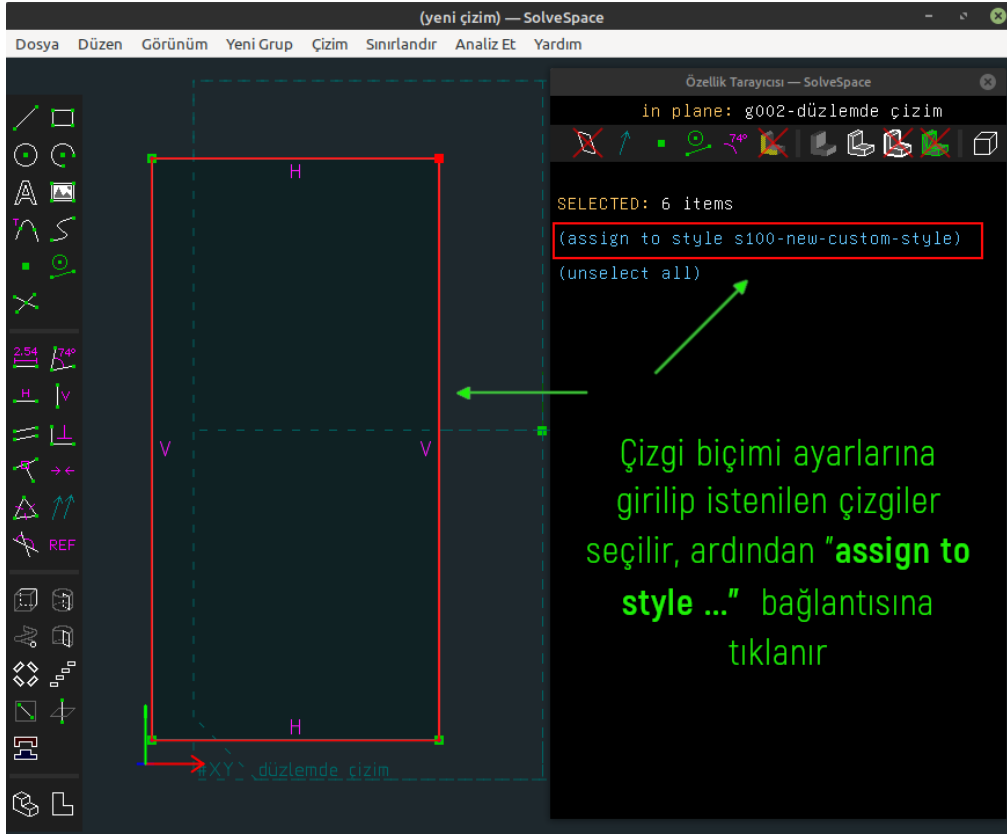 (yeni çizim) — SolveSpace
Dosya Düzen Görünüm Yeni Grup Çizim Sınırlandır Analiz Et Yardım
Özellik Tarayıcısı — SolveSpace
in plane: g002-düzlemde çizim
74°
SELECTED: 6 items
(assign to style s100-new-custom-style)
(unselect all)
A
T
2.54 74°
H V
REF
H
V V
H
#XY`düzlemde çizim
Çizgi biçimi ayarlarına
girilip istenilen çizgiler
seçilir, ardından "assign to
style ..." bağlantısına
tıklanır